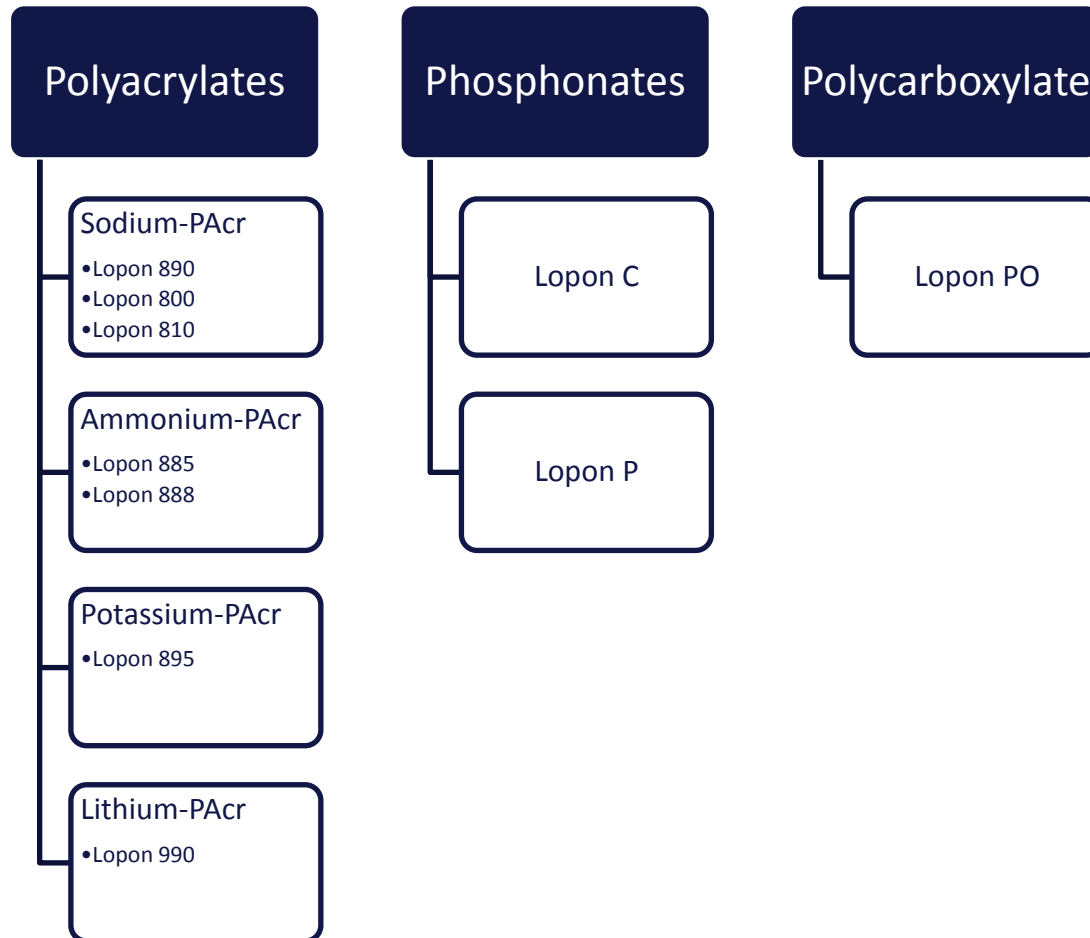 Polyacrylates
Sodium-PAcr
•Lopon 890
•Lopon 800
•Lopon 810
Ammonium-PAcr
•Lopon 885
•Lopon 888
Potassium-PAcr
•Lopon 895
Lithium-PAcr
•Lopon 990
Phosphonates
Lopon C
Lopon P
Polycarboxylate
Lopon PO